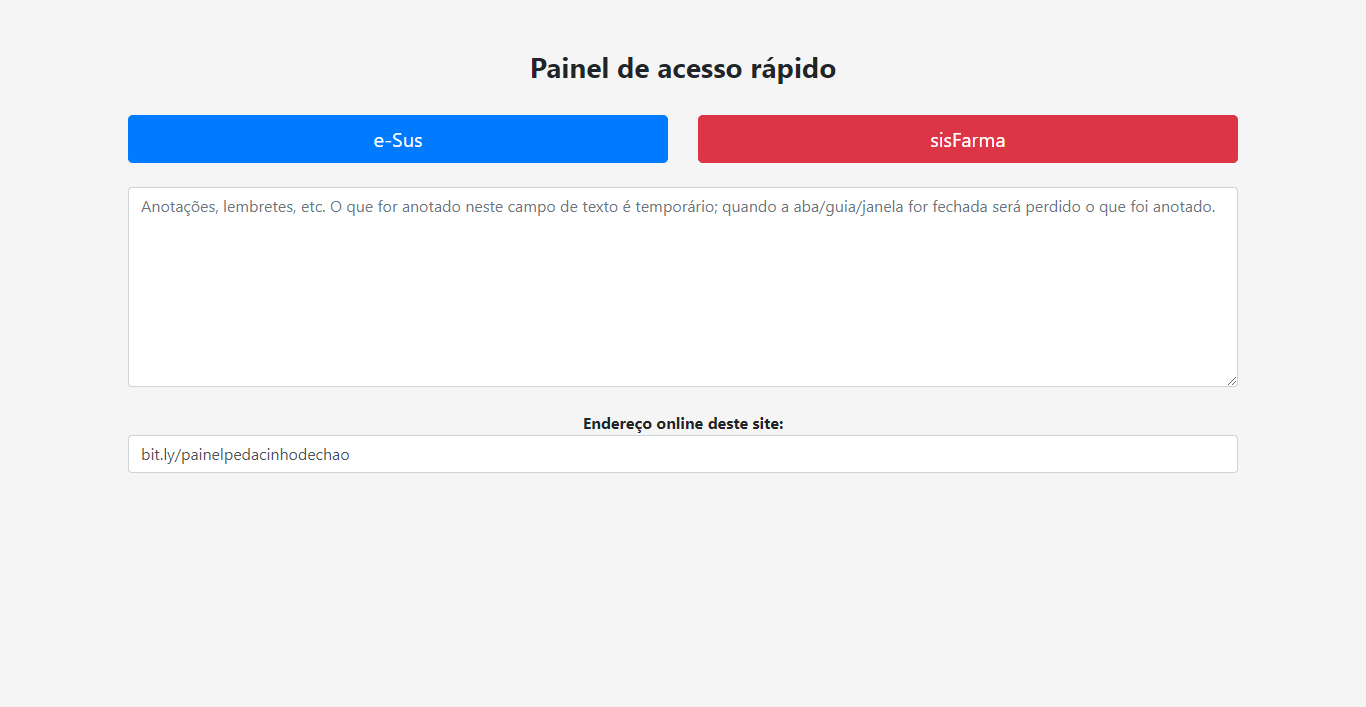 Painel de acesso rápido
e-Sus
sisFarma
Anotações, lembretes, etc. O que for anotado neste campo de texto é temporário; quando a aba/guia/janela for fechada será perdido o que foi anotado.
Endereço online deste site:
bit.ly/painelpedacinhodechao